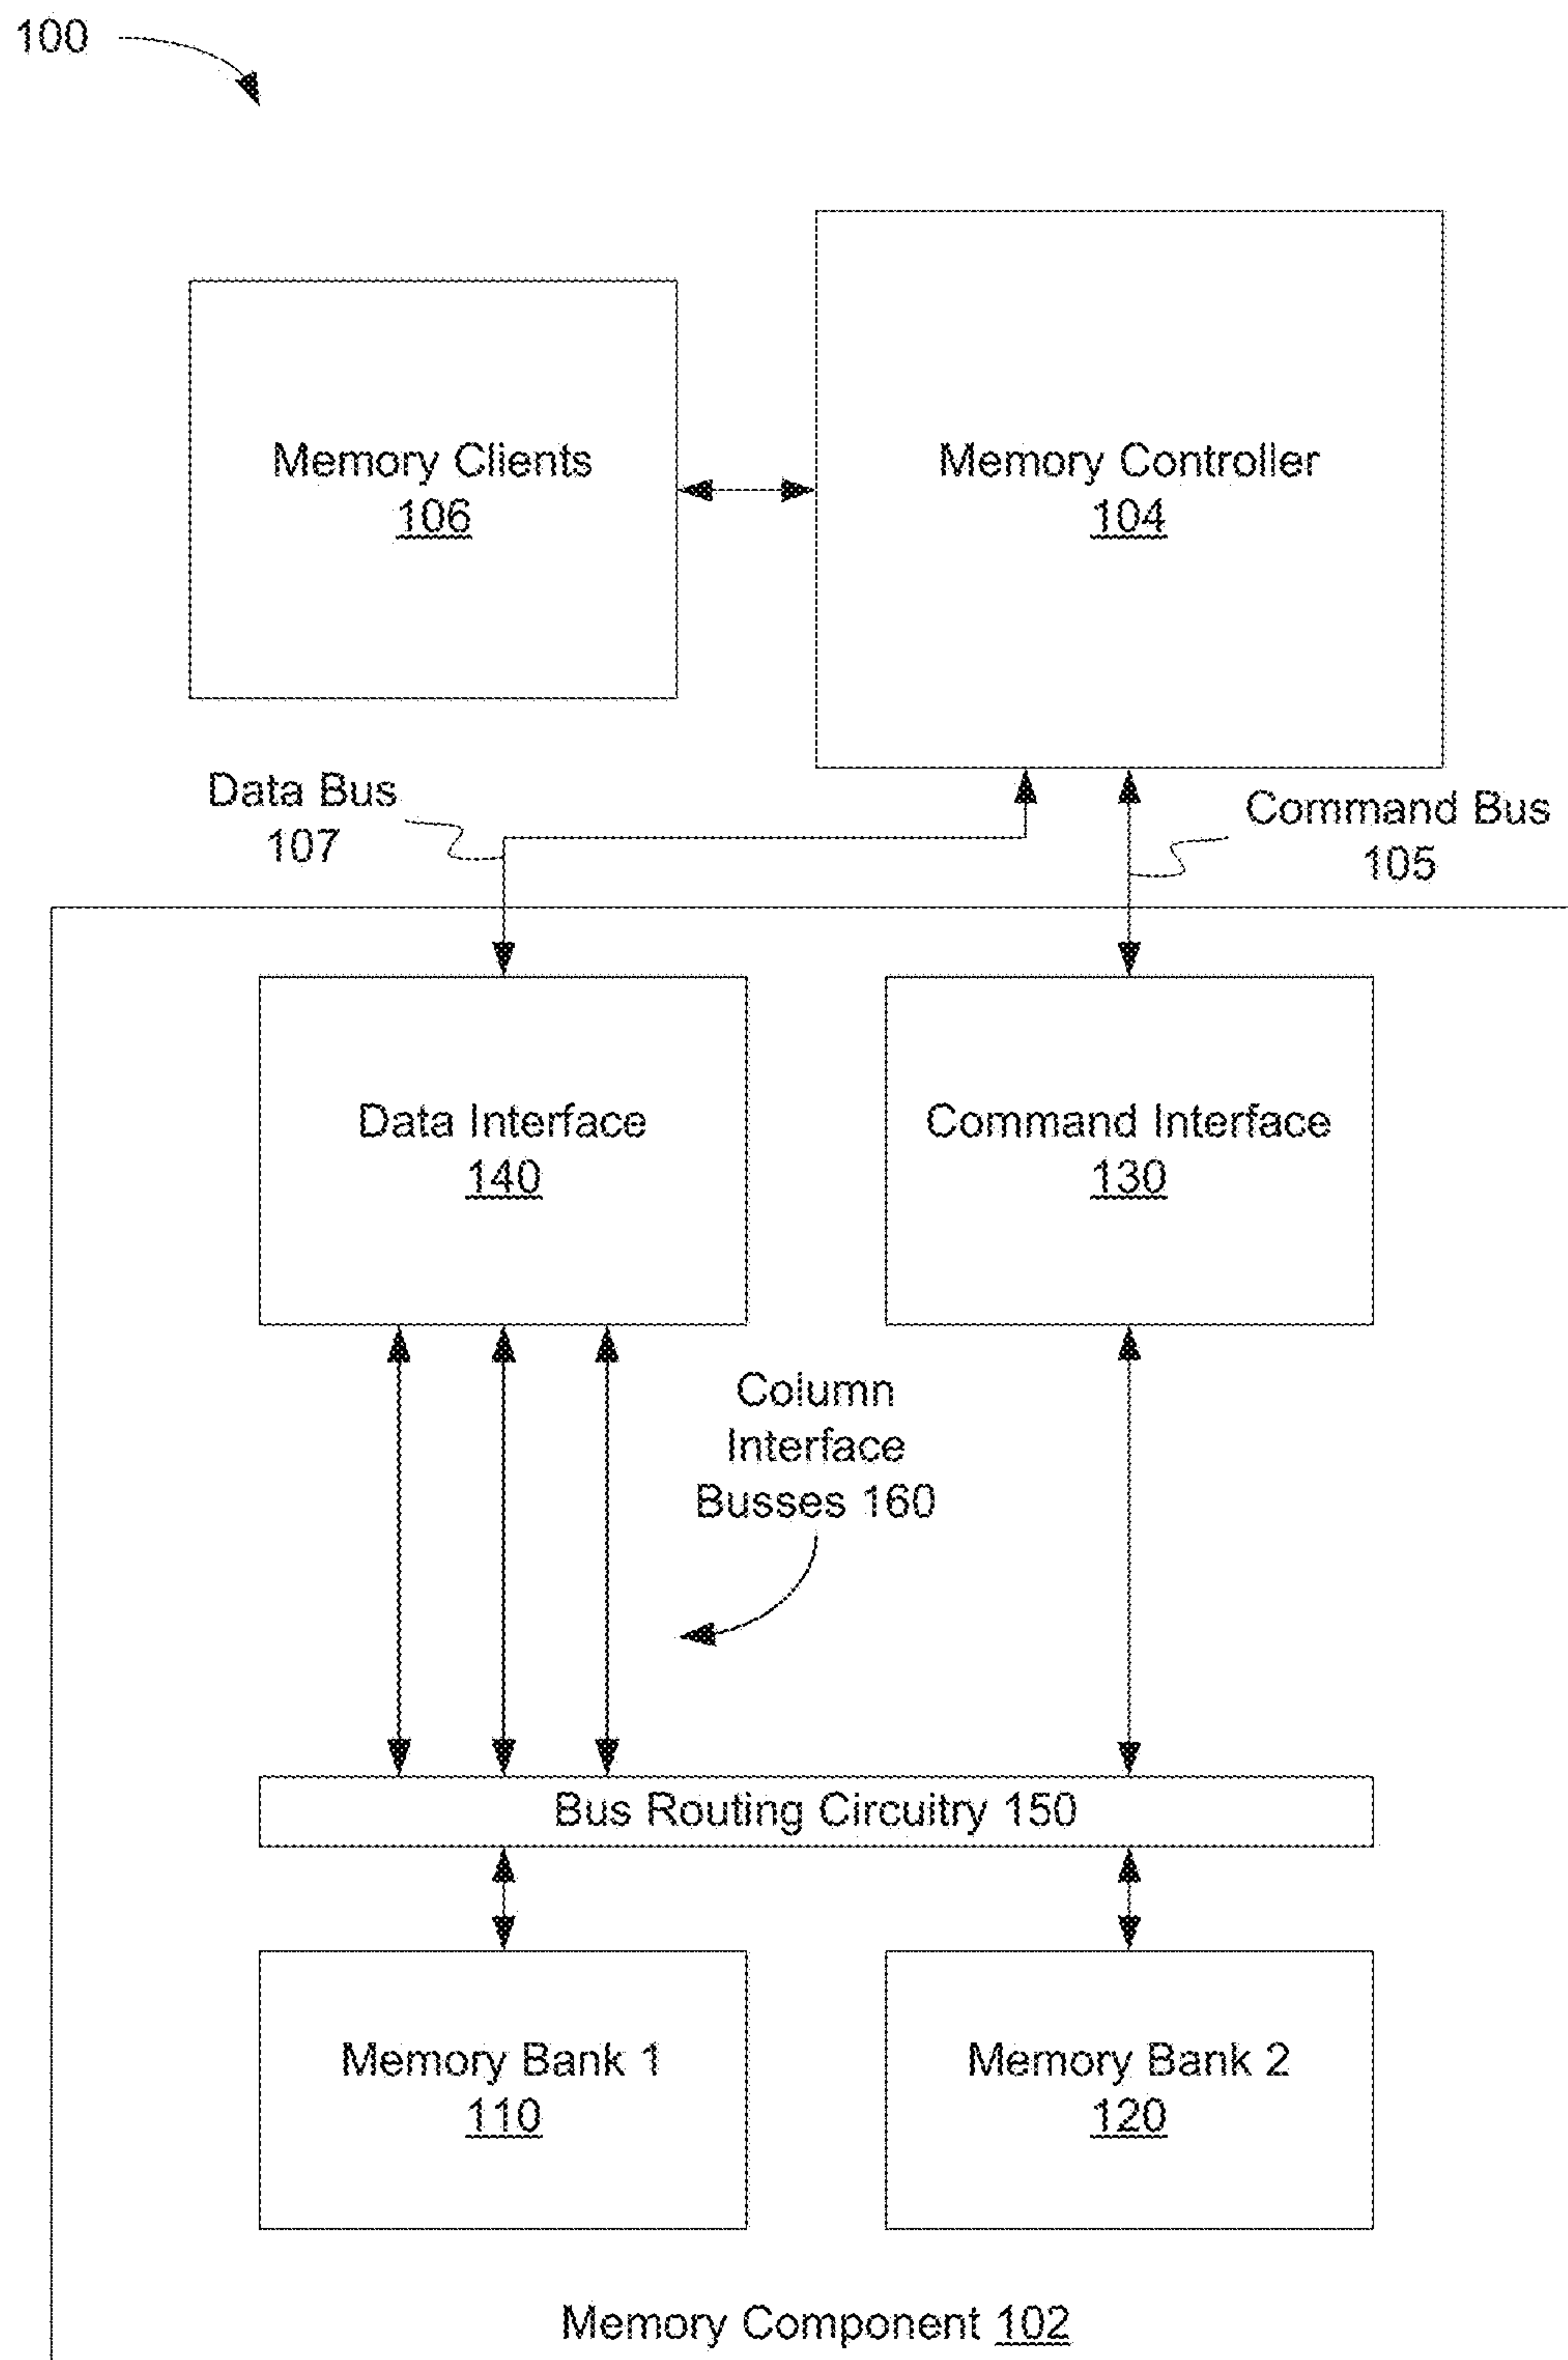 100
Memory Clients
106
Memory Controller
104
Data Bus
107
Command Bus
105
Data Interface
140
Command Interface
130
Column
Interface
Busses 160
Bus Routing Circuitry 150
Memory Bank 1
110
Memory Bank 2
120
Memory Component 102